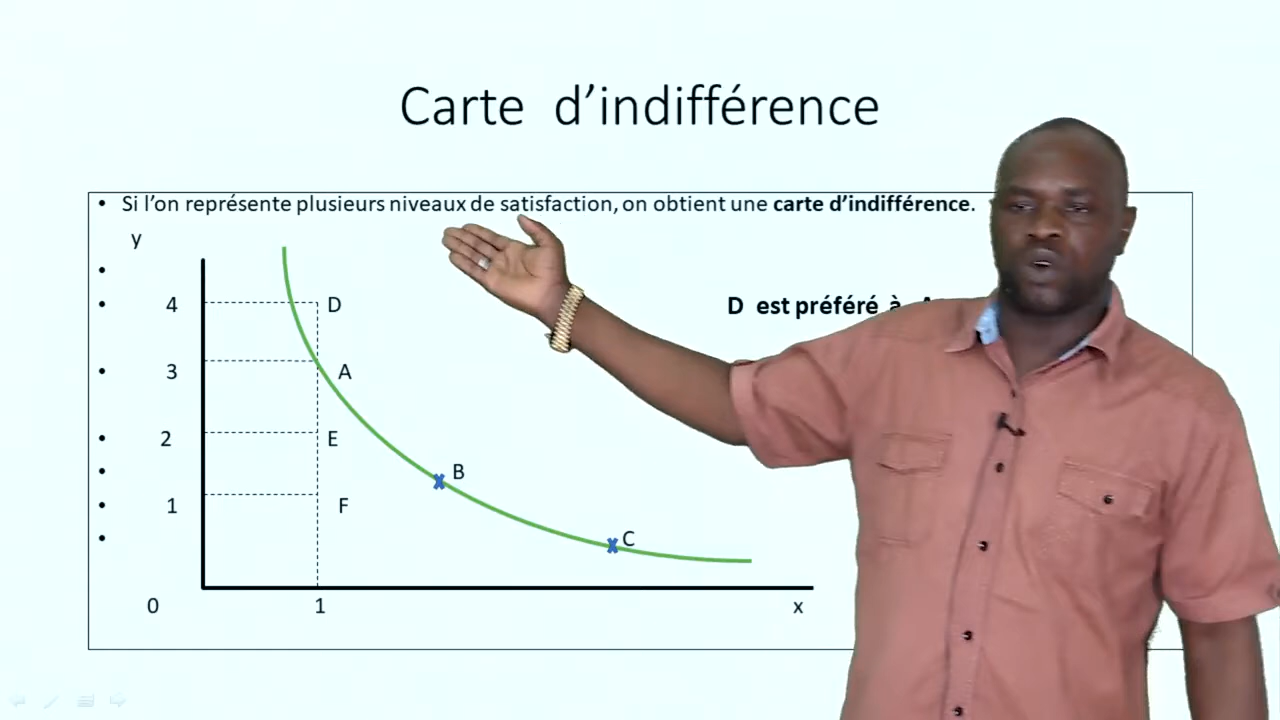 Carte d’indifférence
• Si l’on représente plusieurs niveaux de satisfaction, on obtient une carte d’indifférence.
y
•
• 4 D D est préféré à
• 3 A
• 2 E
• B
• 1 F
• C
0 1 x